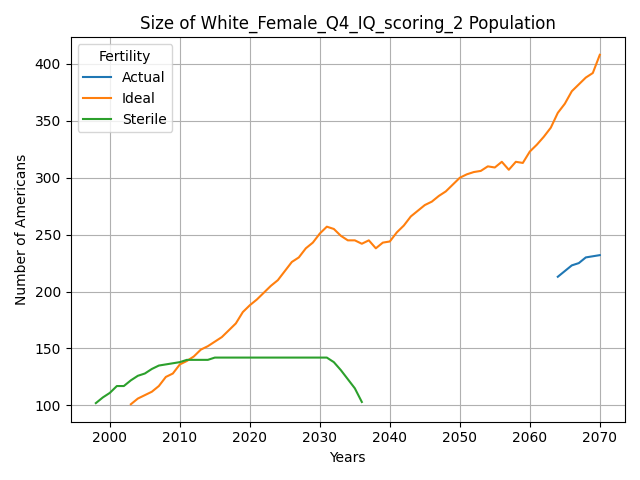 Size of White_Female_Q4_IQ_scoring_2 Population
Fertility
Actual
Ideal
Sterile
Number of Americans
400
350
300
250
200
150
100
2000 2010 2020 2030 2040 2050 2060 2070
Years